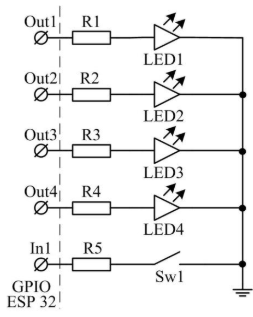 Out1 R1
LED1
Out2 R2
LED2
Out3 R3
LED3
Out4 R4
LED4
In1 R5
Sw1
GPIO
ESP 32